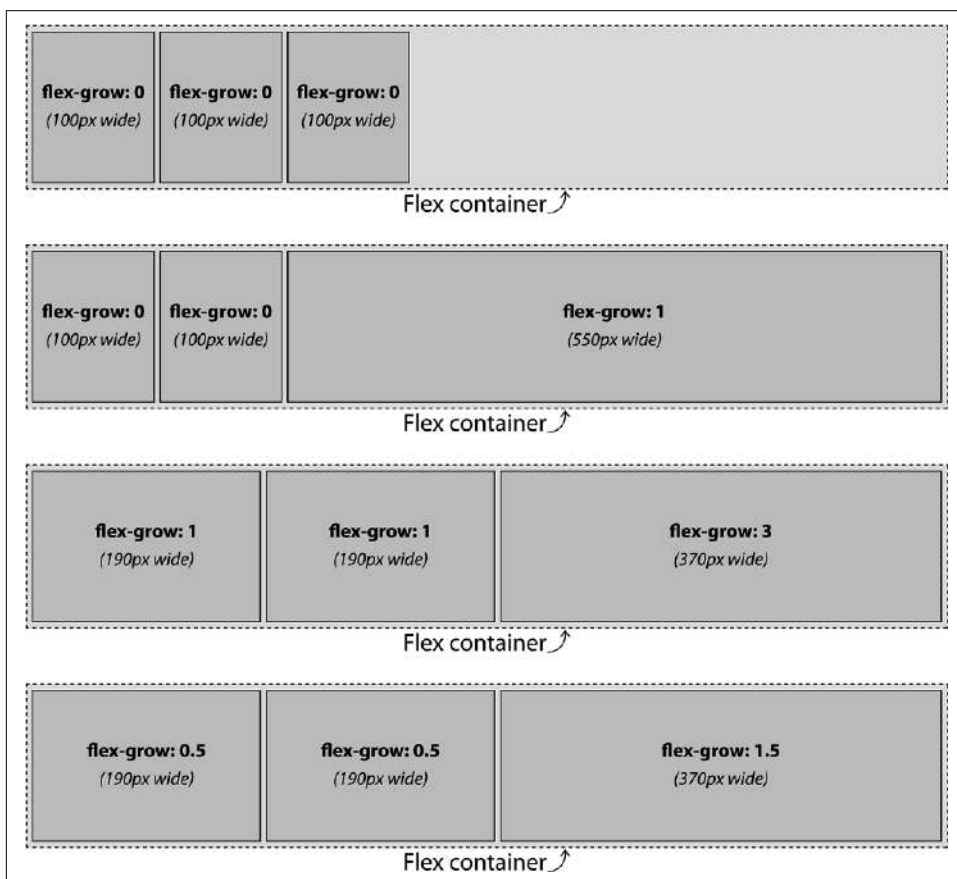 flex-grow: 0 flex-grow: 0 flex-grow: 0
(100px wide) (100px wide) (100px wide)
Flex container
flex-grow: 0 flex-grow: 0 flex-grow: 1
(100px wide) (100px wide) (550px wide)
Flex container
flex-grow: 1 flex-grow: 1 flex-grow: 3
(190px wide) (190px wide) (370px wide)
Flex container
flex-grow: 0.5 flex-grow: 0.5 flex-grow: 1.5
(190px wide) (190px wide) (370px wide)
Flex container